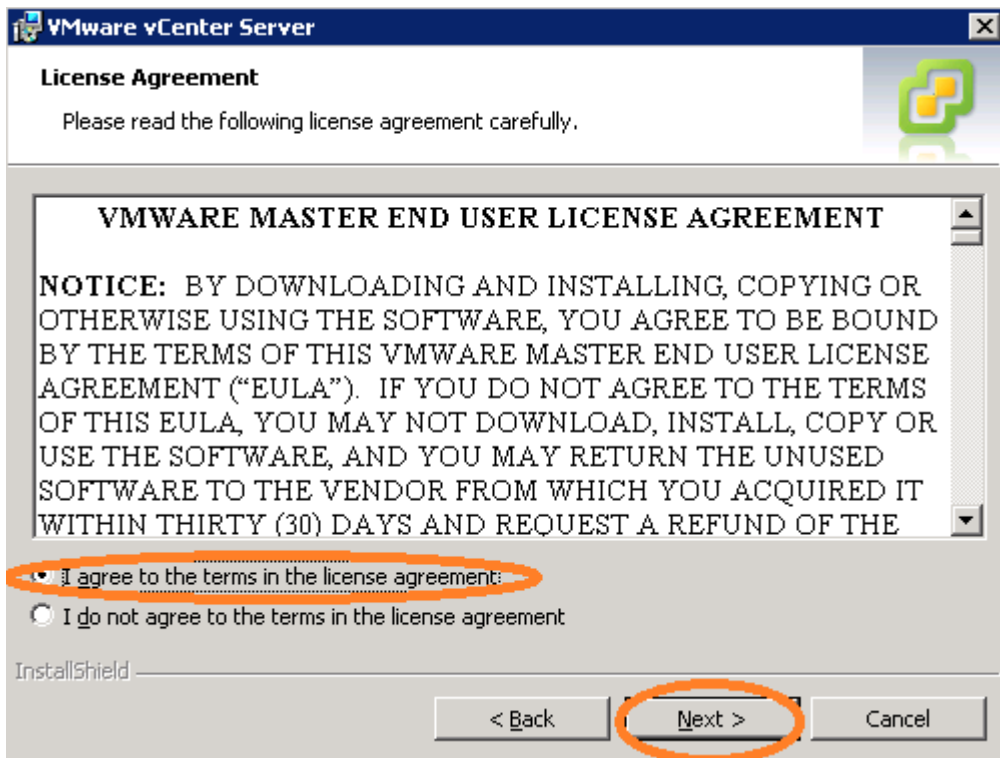 VMware vCenter Server
License Agreement
Please read the following license agreement carefully.
VMWARE MASTER END USER LICENSE AGREEMENT
NOTICE: BY DOWNLOADING AND INSTALLING, COPYING OR
OTHERWISE USING THE SOFTWARE, YOU AGREE TO BE BOUND
BY THE TERMS OF THIS VMWARE MASTER END USER LICENSE
AGREEMENT (“EULA”). IF YOU DO NOT AGREE TO THE TERMS
OF THIS EULA, YOU MAY NOT DOWNLOAD, INSTALL, COPY OR
USE THE SOFTWARE, AND YOU MAY RETURN THE UNUSED
SOFTWARE TO THE VENDOR FROM WHICH YOU ACQUIRED IT
WITHIN THIRTY (30) DAYS AND REQUEST A REFUND OF THE
I agree to the terms in the license agreement
I do not agree to the terms in the license agreement
InstallShield
< Back
Next >
Cancel